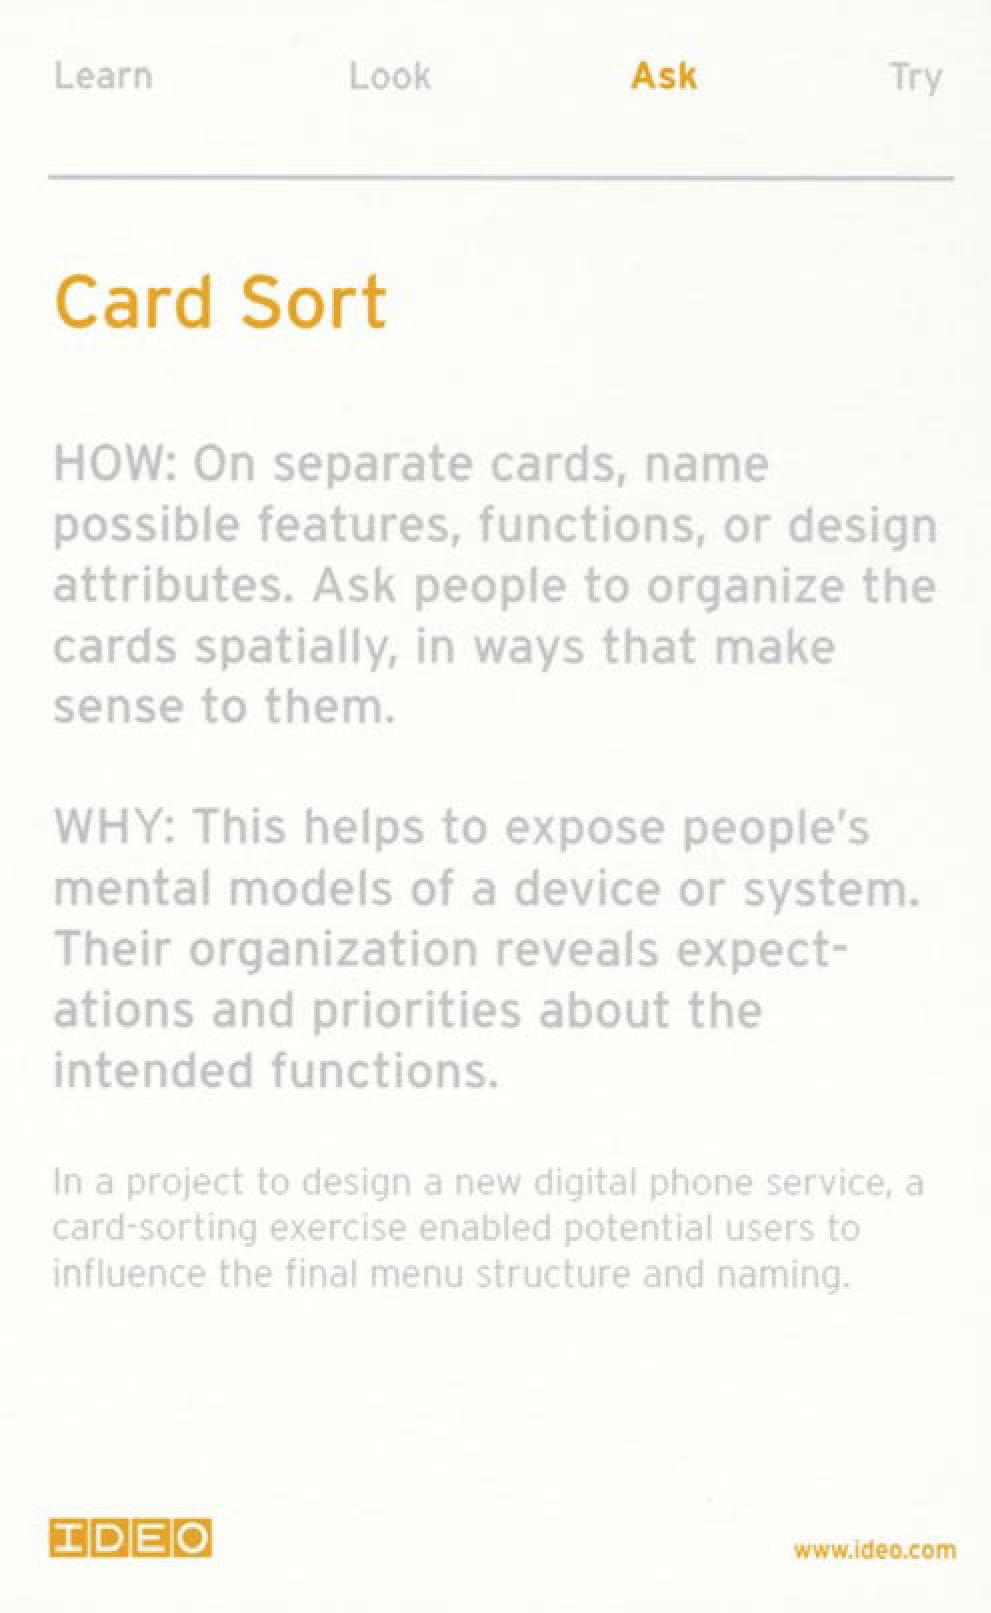 Learn Look Ask Try
Card Sort
HOW: On separate cards, name
possible features, functions, or design
attributes. Ask people to organize the
cards spatially, in ways that make
sense to them.
WHY: This helps to expose people's
mental models of a device or system.
Their organization reveals expect-
ations and priorities about the
intended functions.
In a project to design a new digital phone service, a
card-sorting exercise enabled potential users to
influence the final menu structure and naming.
IDEO
www.ideo.com